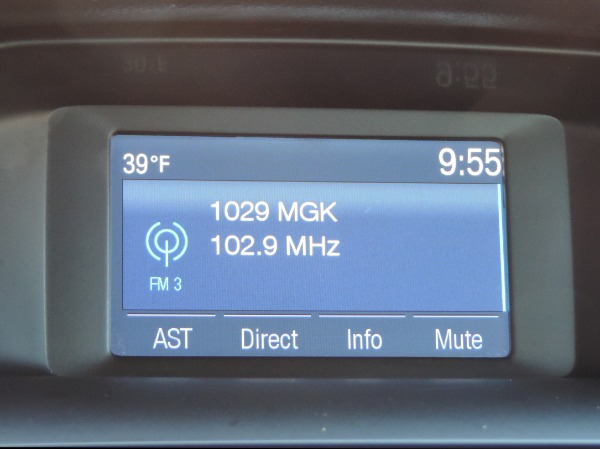 39°F 9:55
1029 MGK
102.9 MHz
FM 3
AST Direct Info Mute